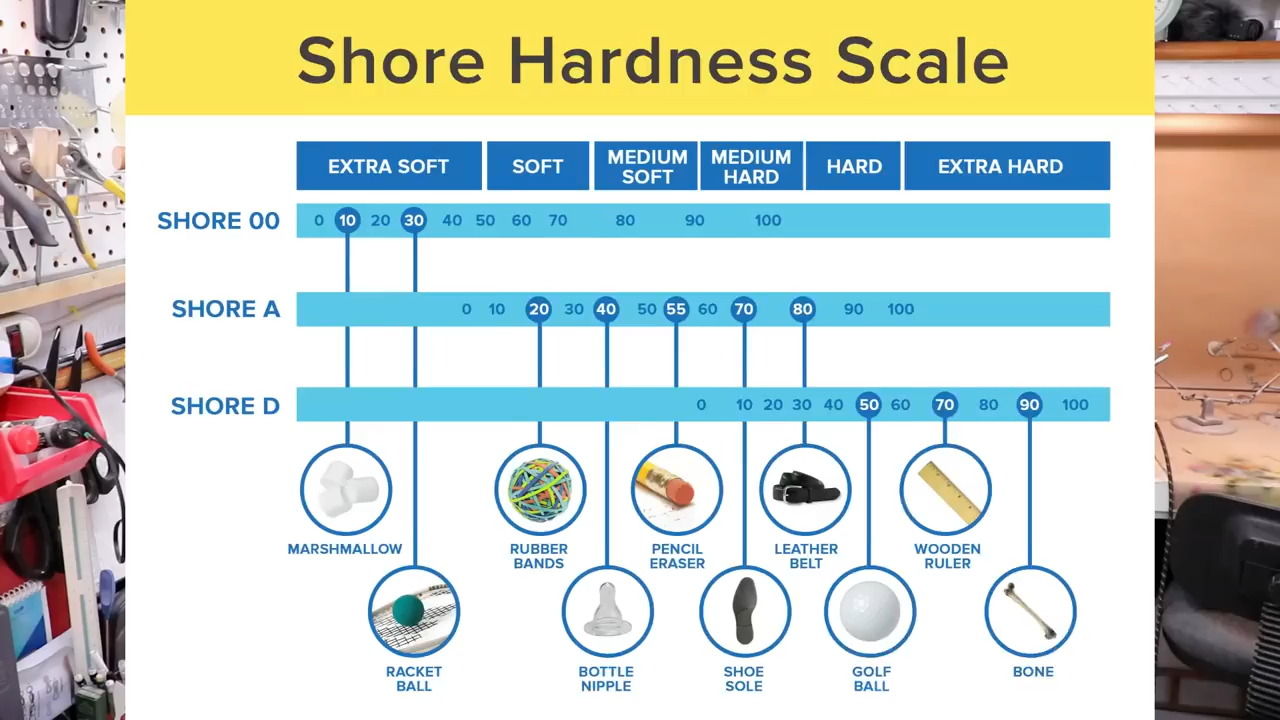 Shore Hardness Scale
EXTRA SOFT
SOFT
MEDIUM
SOFT
MEDIUM
HARD
HARD
EXTRA HARD
SHORE 00
0 10 20 30 40 50 60 70 80 90 100
SHORE A
0 10 20 30 40 50 55 60 70 80 90 100
SHORE D
0 10 20 30 40 50 60 70 80 90 100
MARSHMALLOW
RUBBER
BANDS
PENCIL
ERASER
LEATHER
BELT
WOODEN
RULER
RACKET
BALL
BOTTLE
NIPPLE
SHOE
SOLE
GOLF
BALL
BONE